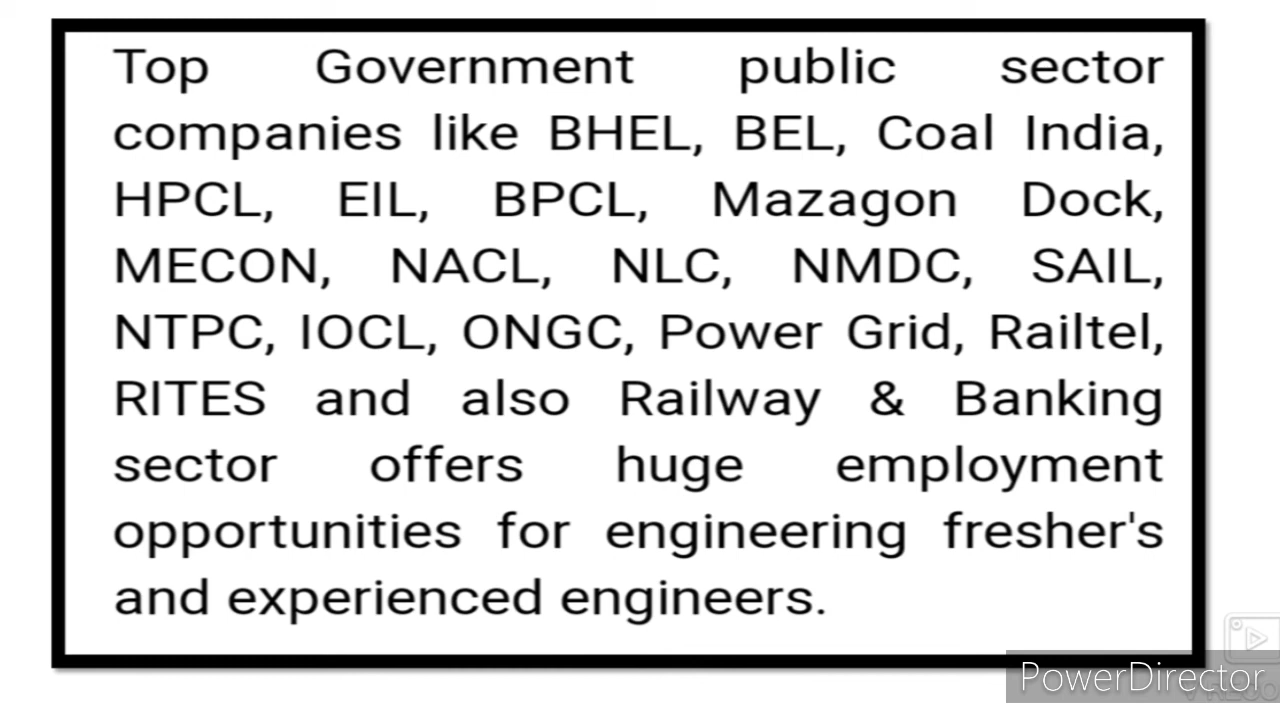 Top Government public sector
companies like BHEL, BEL, Coal India,
HPCL, EIL, BPCL, Mazagon Dock,
MECON, NACL, NLC, NMDC, SAIL,
NTPC, IOCL, ONGC, Power Grid, Railtel,
RITES and also Railway & Banking
sector offers huge employment
opportunities for engineering fresher's
and experienced engineers.
PowerDirector